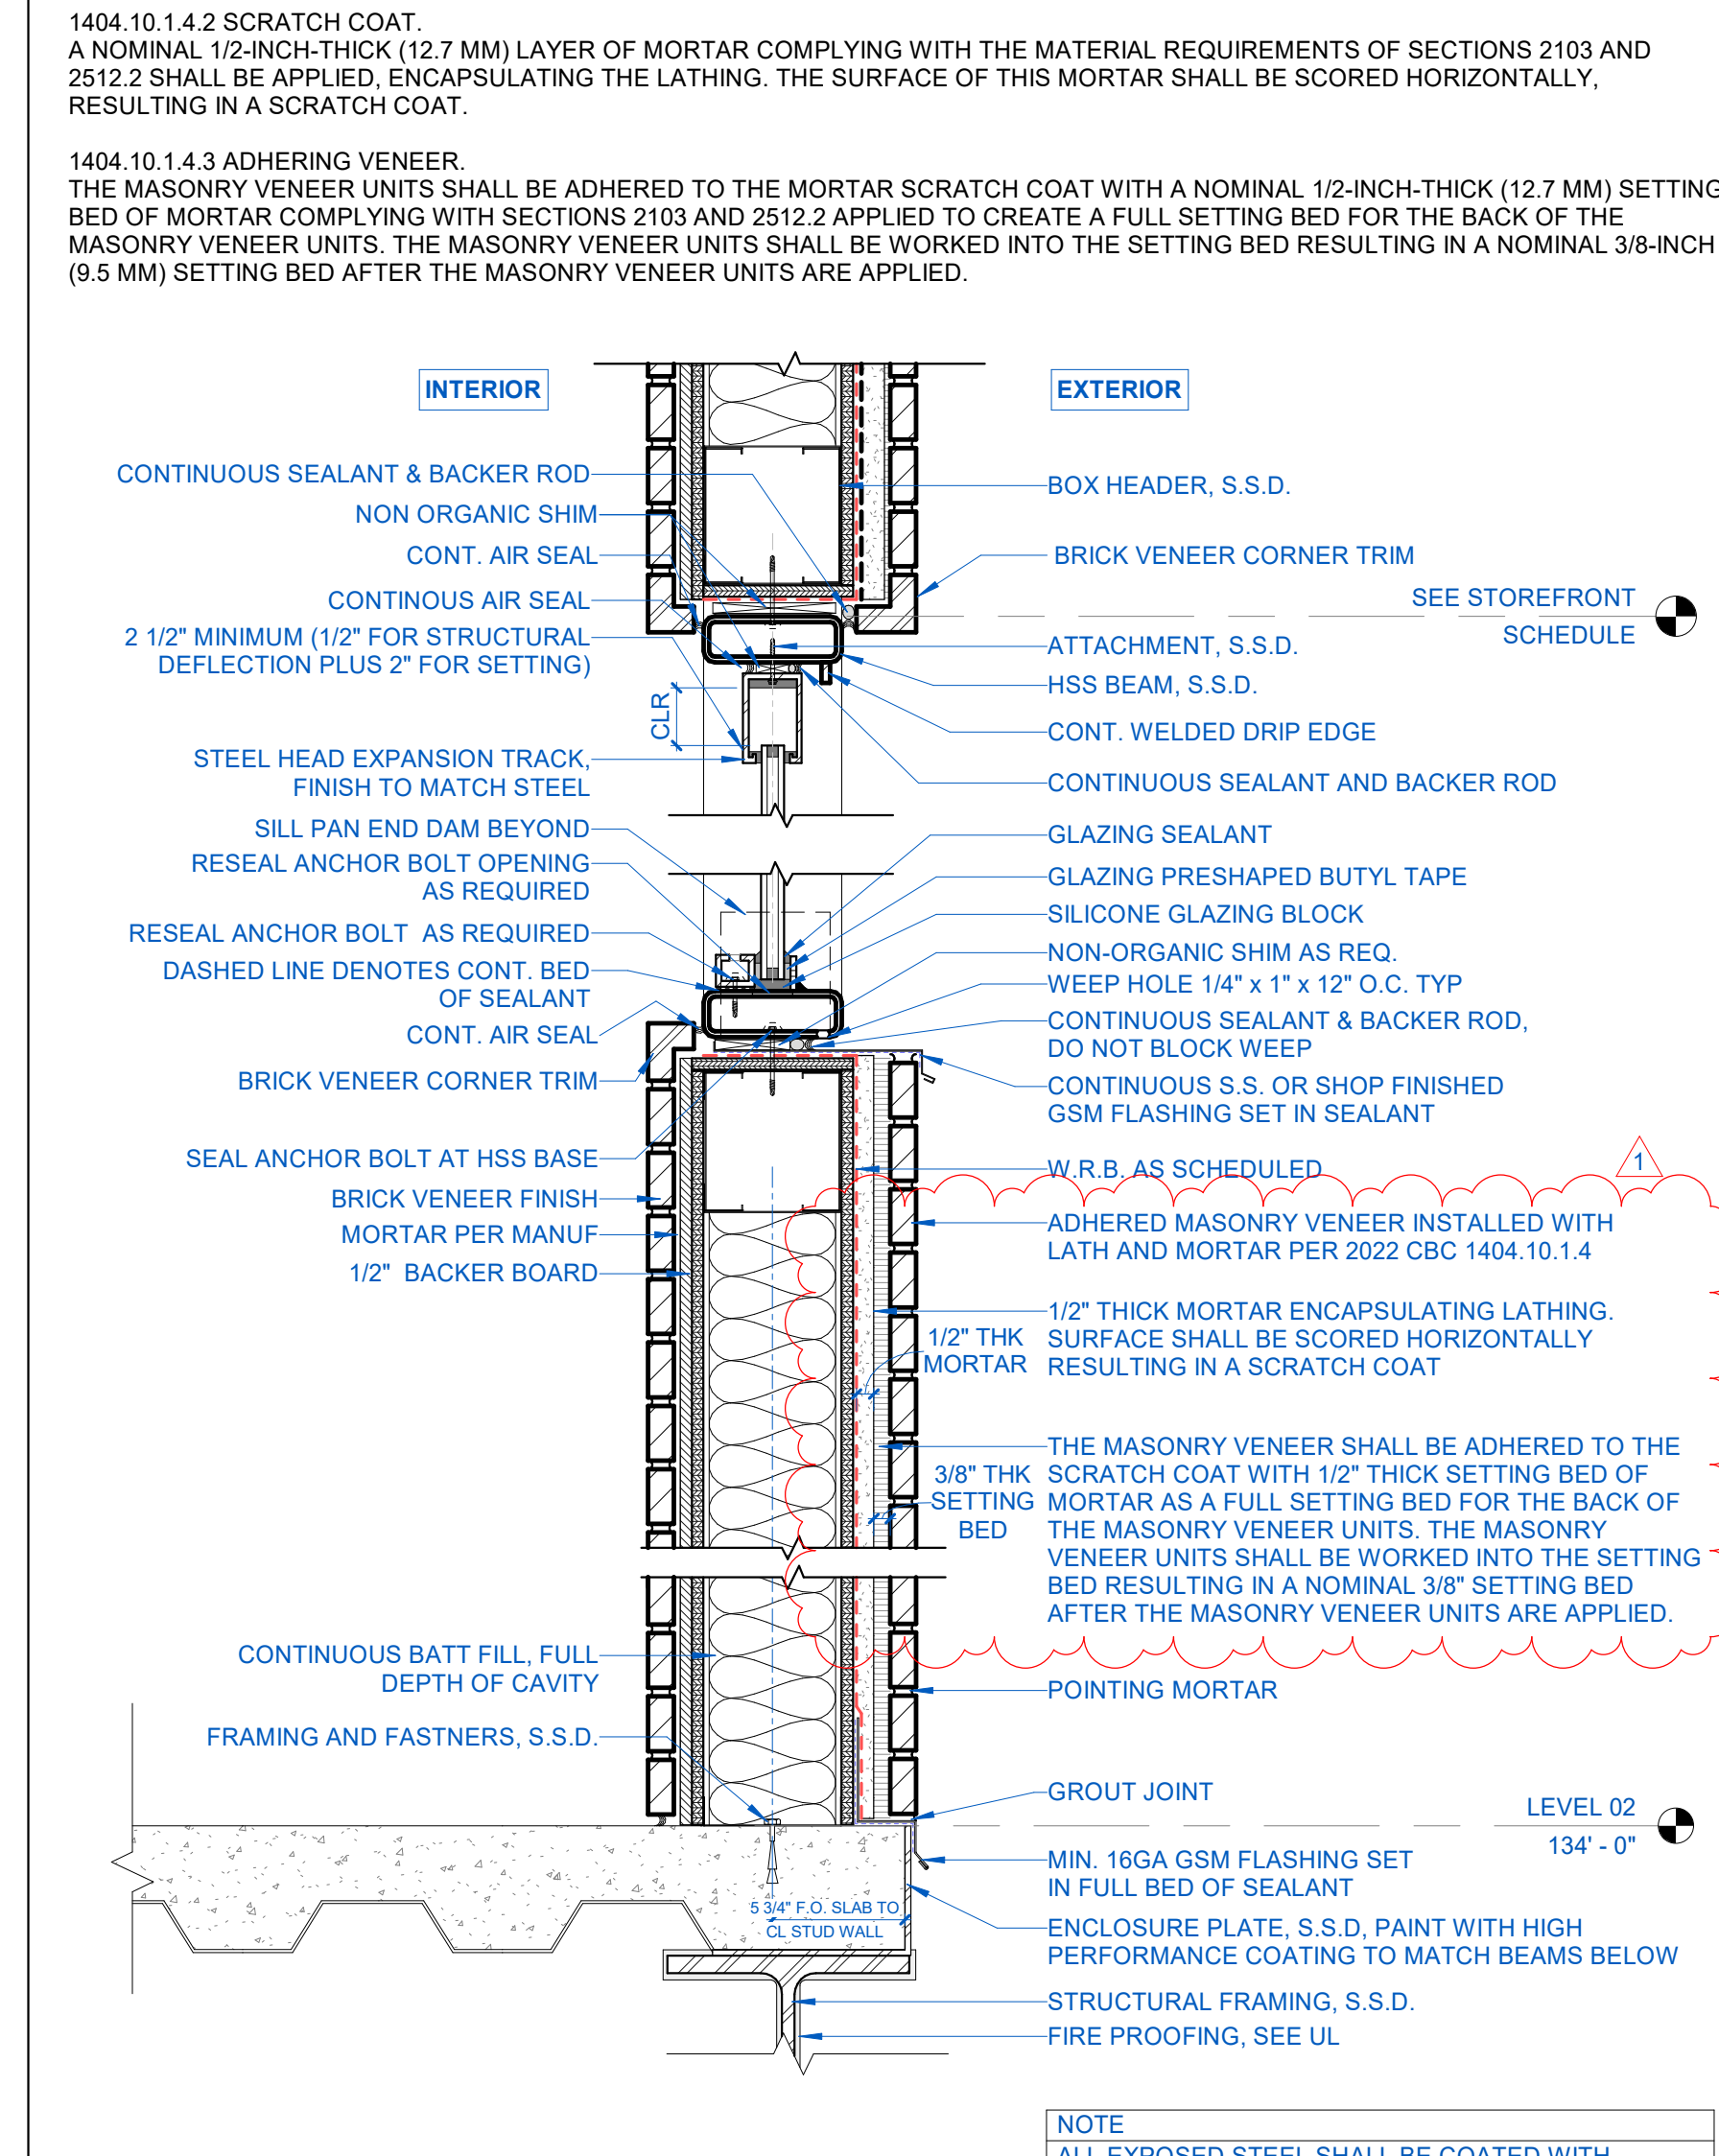 1404.10.1.4.2 SCRATCH COAT.
A NOMINAL 1/2-INCH-THICK (12.7 MM) LAYER OF MORTAR COMPLYING WITH THE MATERIAL REQUIREMENTS OF SECTIONS 2103 AND
2512.2 SHALL BE APPLIED, ENCAPSULATING THE LATHING. THE SURFACE OF THIS MORTAR SHALL BE SCORED HORIZONTALLY,
RESULTING IN A SCRATCH COAT.
1404.10.1.4.3 ADHERING VENEER.
THE MASONRY VENEER UNITS SHALL BE ADHERED TO THE MORTAR SCRATCH COAT WITH A NOMINAL 1/2-INCH-THICK (12.7 MM) SETTING
BED OF MORTAR COMPLYING WITH SECTIONS 2103 AND 2512.2 APPLIED TO CREATE A FULL SETTING BED FOR THE BACK OF THE
MASONRY VENEER UNITS. THE MASONRY VENEER UNITS SHALL BE WORKED INTO THE SETTING BED RESULTING IN A NOMINAL 3/8-INCH
(9.5 MM) SETTING BED AFTER THE MASONRY VENEER UNITS ARE APPLIED.
INTERIOR
CONTINUOUS SEALANT & BACKER ROD
NON ORGANIC SHIM
CONT. AIR SEAL
CONTINOUS AIR SEAL
2 1/2" MINIMUM (1/2" FOR STRUCTURAL
DEFLECTION PLUS 2" FOR SETTING)
CLR
STEEL HEAD EXPANSION TRACK,
FINISH TO MATCH STEEL
SILL PAN END DAM BEYOND
RESEAL ANCHOR BOLT OPENING
AS REQUIRED
RESEAL ANCHOR BOLT AS REQUIRED
DASHED LINE DENOTES CONT. BED
OF SEALANT
CONT. AIR SEAL
BRICK VENEER CORNER TRIM
SEAL ANCHOR BOLT AT HSS BASE
BRICK VENEER FINISH
MORTAR PER MANUF
1/2" BACKER BOARD
CONTINUOUS BATT FILL, FULL
DEPTH OF CAVITY
FRAMING AND FASTNERS, S.S.D.
5 3/4" F.O. SLAB TO
CL STUD WALL
EXTERIOR
BOX HEADER, S.S.D.
BRICK VENEER CORNER TRIM
SEE STOREFRONT
SCHEDULE
ATTACHMENT, S.S.D.
HSS BEAM, S.S.D.
CONT. WELDED DRIP EDGE
CONTINUOUS SEALANT AND BACKER ROD
GLAZING SEALANT
GLAZING PRESHAPED BUTYL TAPE
SILICONE GLAZING BLOCK
NON-ORGANIC SHIM AS REQ.
WEEP HOLE 1/4" x 1" x 12" O.C. TYP
CONTINUOUS SEALANT & BACKER ROD,
DO NOT BLOCK WEEP
CONTINUOUS S.S. OR SHOP FINISHED
GSM FLASHING SET IN SEALANT
W.R.B. AS SCHEDULED
1
ADHERED MASONRY VENEER INSTALLED WITH
LATH AND MORTAR PER 2022 CBC 1404.10.1.4
1/2" THICK MORTAR ENCAPSULATING LATHING.
SURFACE SHALL BE SCORED HORIZONTALLY
RESULTING IN A SCRATCH COAT
1/2" THK
MORTAR
THE MASONRY VENEER SHALL BE ADHERED TO THE
SCRATCH COAT WITH 1/2" THICK SETTING BED OF
MORTAR AS A FULL SETTING BED FOR THE BACK OF
THE MASONRY VENEER UNITS. THE MASONRY
VENEER UNITS SHALL BE WORKED INTO THE SETTING
BED RESULTING IN A NOMINAL 3/8" SETTING BED
AFTER THE MASONRY VENEER UNITS ARE APPLIED.
3/8" THK
SETTING
BED
POINTING MORTAR
GROUT JOINT
LEVEL 02
134' - 0"
MIN. 16GA GSM FLASHING SET
IN FULL BED OF SEALANT
ENCLOSURE PLATE, S.S.D, PAINT WITH HIGH
PERFORMANCE COATING TO MATCH BEAMS BELOW
STRUCTURAL FRAMING, S.S.D.
FIRE PROOFING, SEE UL
NOTE
ALL EXPOSED STEEL SHALL BE COATED WITH